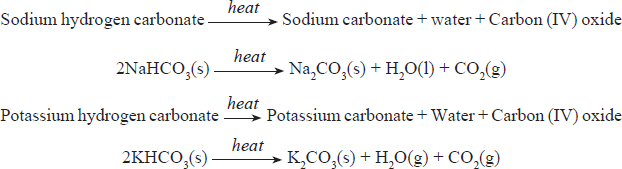 Sodium hydrogen carbonate —heat→ Sodium carbonate + water + Carbon (IV) oxide
2NaHCO₃(s) —heat→ Na₂CO₃(s) + H₂O(l) + CO₂(g)
Potassium hydrogen carbonate —heat→ Potassium carbonate + Water + Carbon (IV) oxide
2KHCO₃(s) —heat→ K₂CO₃(s) + H₂O(g) + CO₂(g)